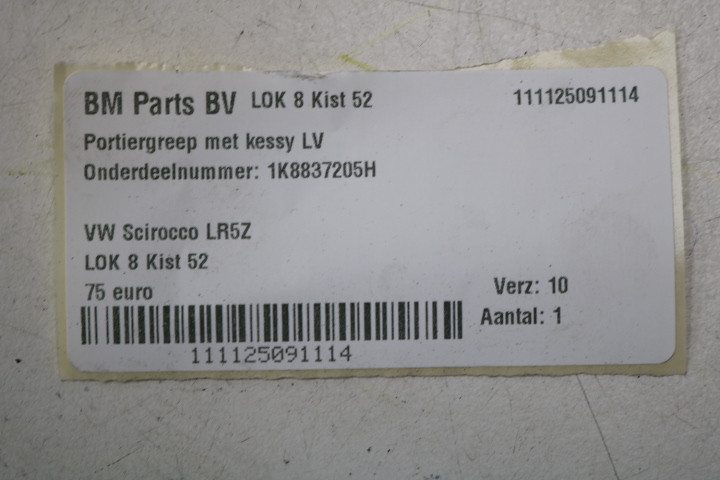 BM Parts BV LOK 8 Kist 52 111125091114
Portiergreep met kessy LV
Onderdeelnummer: 1K8837205H
VW Scirocco LR5Z
LOK 8 Kist 52
75 euro Verz: 10
Aantal: 1
111125091114